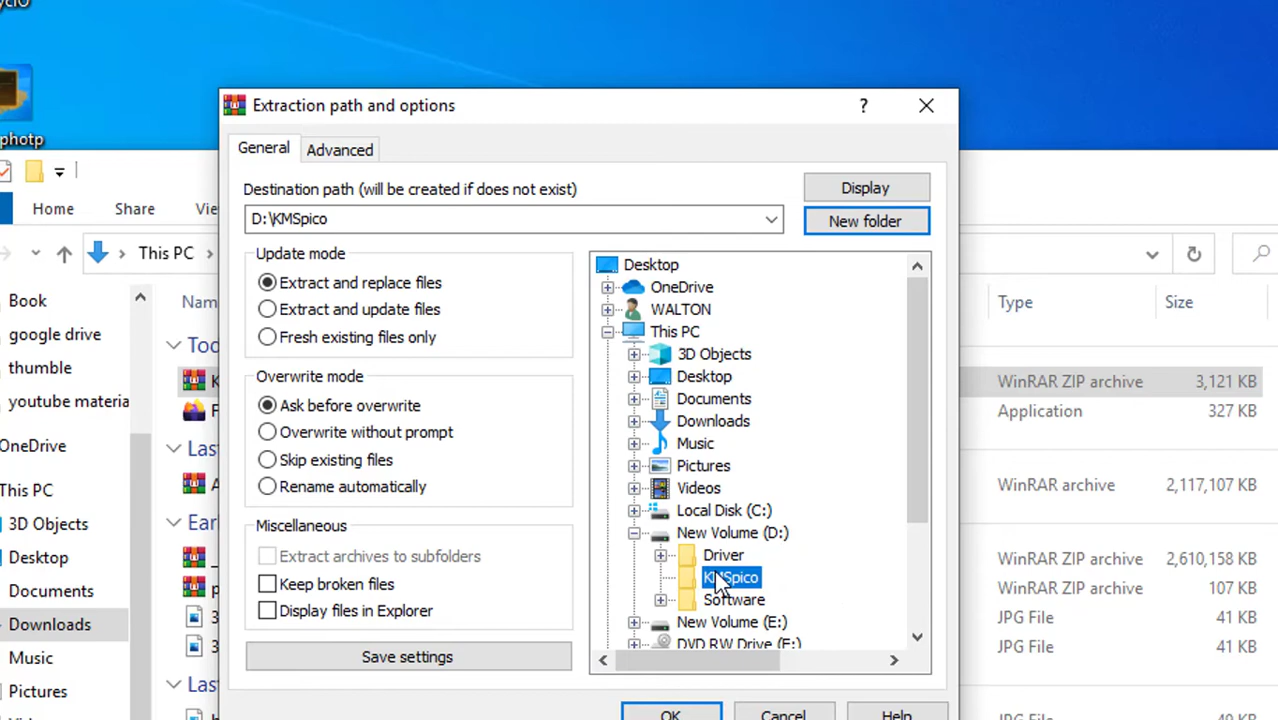 photp
Extraction path and options
?
General
Advanced
Destination path (will be created if does not exist)
Display
D:\KMSpico
New folder
Home
Share
This PC
Update mode
Extract and replace files
Extract and update files
Fresh existing files only
Overwrite mode
Ask before overwrite
Overwrite without prompt
Skip existing files
Rename automatically
Miscellaneous
Extract archives to subfolders
Keep broken files
Display files in Explorer
Save settings
Desktop
OneDrive
WALTON
This PC
3D Objects
Desktop
Documents
Downloads
Music
Pictures
Videos
Local Disk (C:)
New Volume (D:)
Driver
KMSpico
Software
New Volume (E:)
DVD RW Drive (F:)
OK
Cancel
Help
Book
google drive
thumble
youtube materia
OneDrive
This PC
3D Objects
Desktop
Documents
Downloads
Music
Pictures
Type
Size
WinRAR ZIP archive 3,121 KB
Application 327 KB
WinRAR archive 2,117,107 KB
WinRAR ZIP archive 2,610,158 KB
WinRAR ZIP archive 107 KB
JPG File 41 KB
JPG File 41 KB